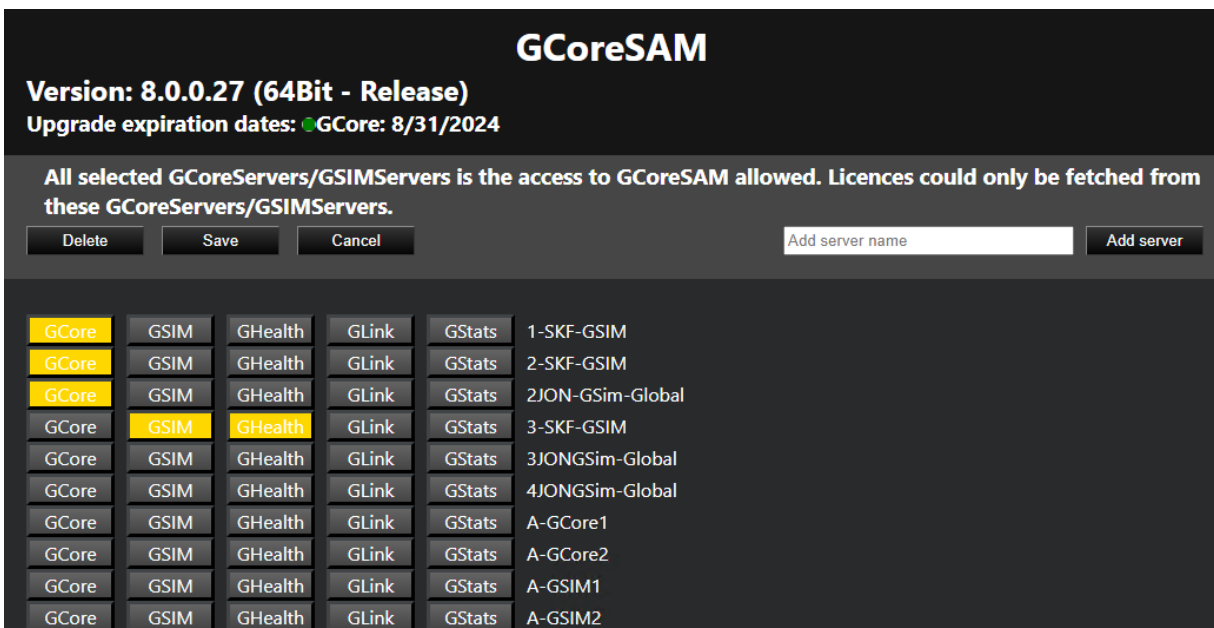 GCoreSAM
Version: 8.0.0.27 (64Bit - Release)
Upgrade expiration dates: GCore: 8/31/2024
All selected GCoreServers/GSIMServers is the access to GCoreSAM allowed. Licences could only be fetched from
these GCoreServers/GSIMServers.
Delete Save Cancel Add server name Add server
GCore GSIM GHealth GLink GStats 1-SKF-GSIM
GCore GSIM GHealth GLink GStats 2-SKF-GSIM
GCore GSIM GHealth GLink GStats 2JON-GSim-Global
GCore GSIM GHealth GLink GStats 3-SKF-GSIM
GCore GSIM GHealth GLink GStats 3JONGSim-Global
GCore GSIM GHealth GLink GStats 4JONGSim-Global
GCore GSIM GHealth GLink GStats A-GCore1
GCore GSIM GHealth GLink GStats A-GCore2
GCore GSIM GHealth GLink GStats A-GSIM1
GCore GSIM GHealth GLink GStats A-GSIM2